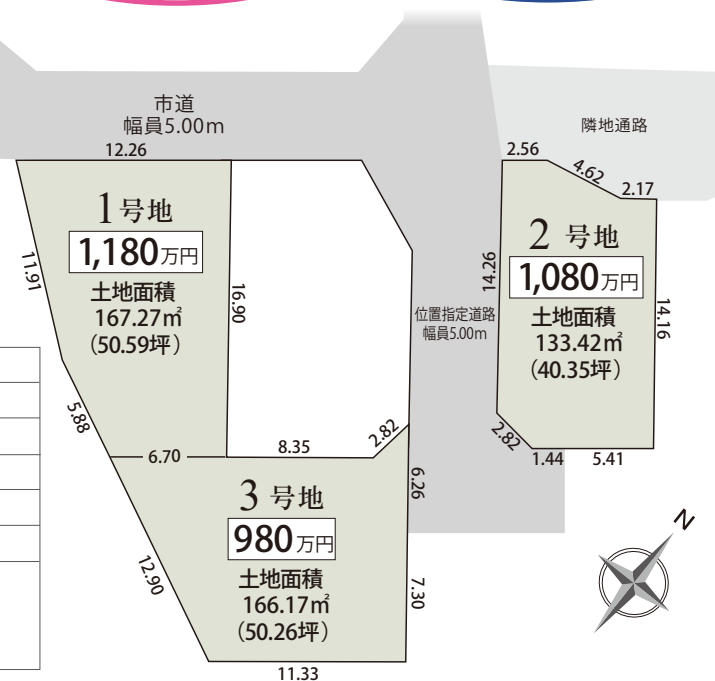 市道
幅員5.00m
12.26
隣地通路
2.56
4.62
2.17
1号地
1,180万円
土地面積
167.27㎡
(50.59坪)
11.91
16.90
5.88
6.70
位置指定道路
幅員5.00m
14.26
2 号地
1,080万円
土地面積
133.42㎡
(40.35坪)
14.16
2.82
1.44
5.41
8.35
2.82
3 号地
980万円
土地面積
166.17㎡
(50.26坪)
6.26
7.30
12.90
11.33
N